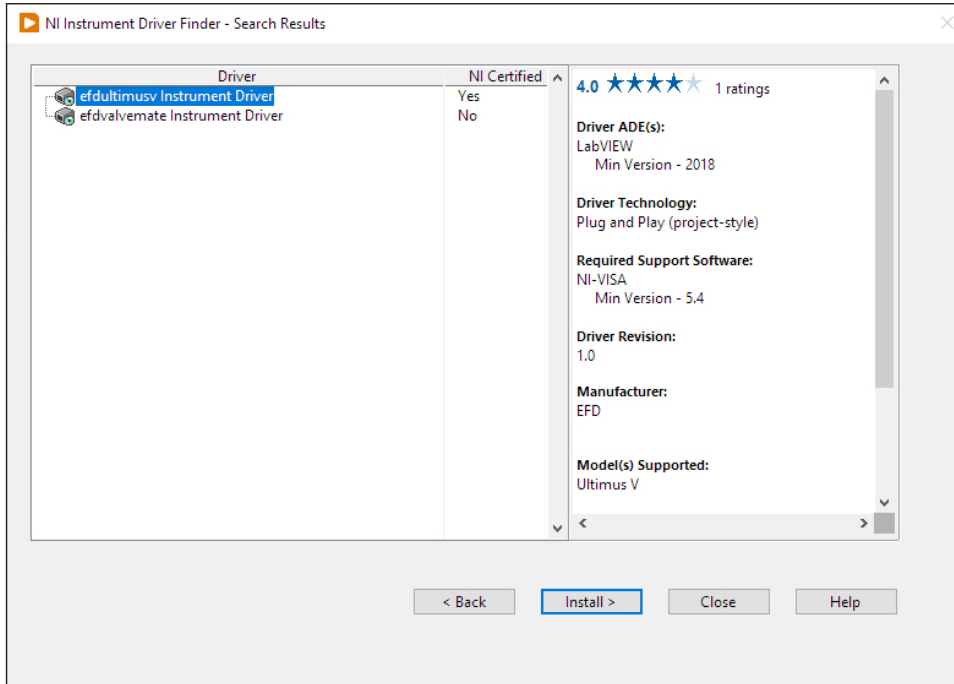 NI Instrument Driver Finder - Search Results
Driver NI Certified
efdultimusv Instrument Driver Yes
efdvalvemate Instrument Driver No
4.0 1 ratings
Driver ADE(s):
LabVIEW
Min Version - 2018
Driver Technology:
Plug and Play (project-style)
Required Support Software:
NI-VISA
Min Version - 5.4
Driver Revision:
1.0
Manufacturer:
EFD
Model(s) Supported:
Ultimus V
< Back Install > Close Help